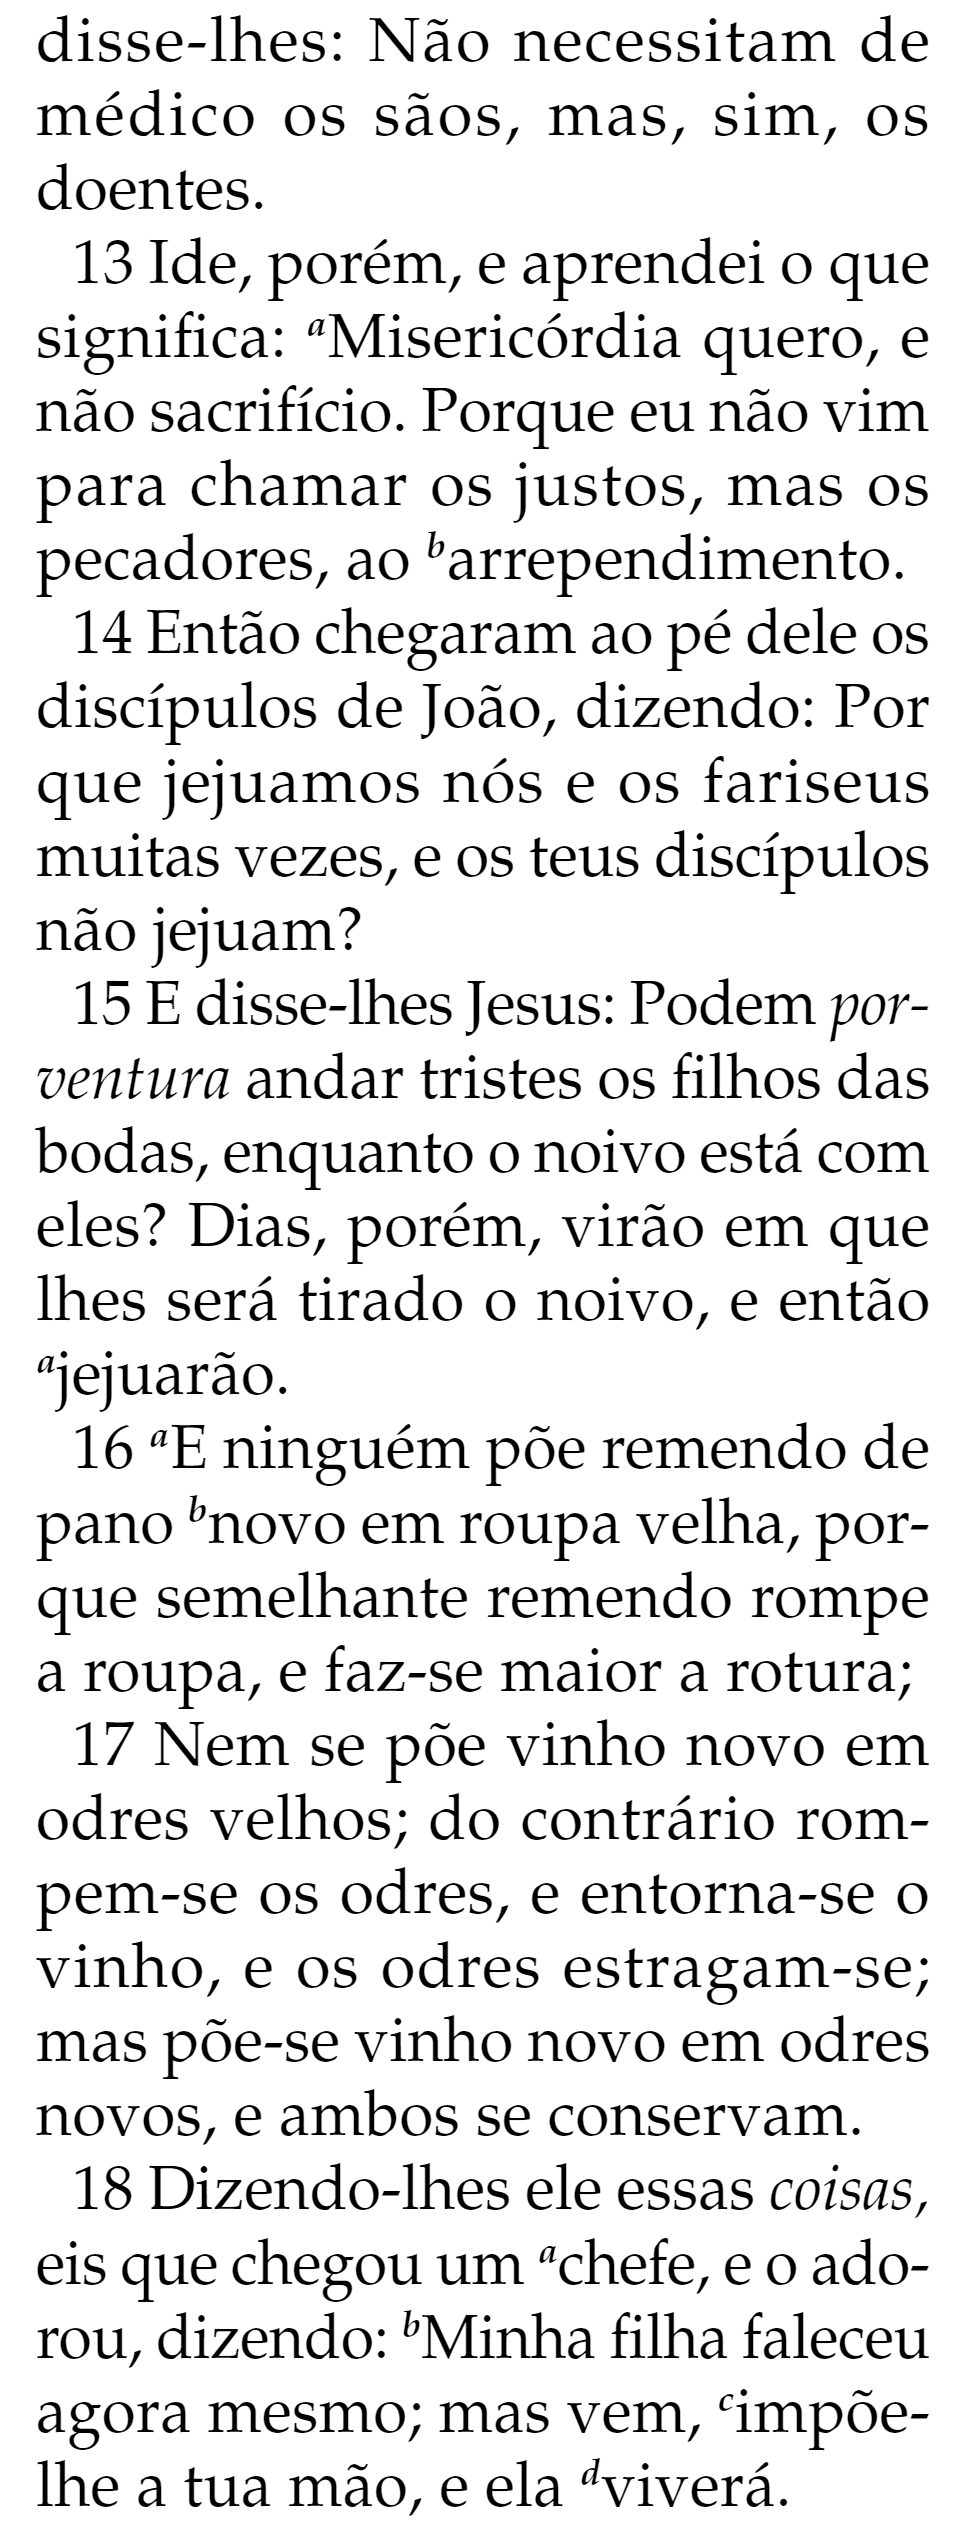 disse-lhes: Não necessitam de
médico os sãos, mas, sim, os
doentes.
13 Ide, porém, e aprendei o que
significa: aMisericórdia quero, e
não sacrifício. Porque eu não vim
para chamar os justos, mas os
pecadores, ao barrependimento.
14 Então chegaram ao pé dele os
discípulos de João, dizendo: Por
que jejuamos nós e os fariseus
muitas vezes, e os teus discípulos
não jejuam?
15 E disse-lhes Jesus: Podem por-
ventura andar tristes os filhos das
bodas, enquanto o noivo está com
eles? Dias, porém, virão em que
lhes será tirado o noivo, e então
ajejuarão.
16 aE ninguém põe remendo de
pano bnovo em roupa velha, por-
que semelhante remendo rompe
a roupa, e faz-se maior a rotura;
17 Nem se põe vinho novo em
odres velhos; do contrário rom-
pem-se os odres, e entorna-se o
vinho, e os odres estragam-se;
mas põe-se vinho novo em odres
novos, e ambos se conservam.
18 Dizendo-lhes ele essas coisas,
eis que chegou um achefe, e o ado-
rou, dizendo: bMinha filha faleceu
agora mesmo; mas vem, cimpõe-
lhe a tua mão, e ela dviverá.